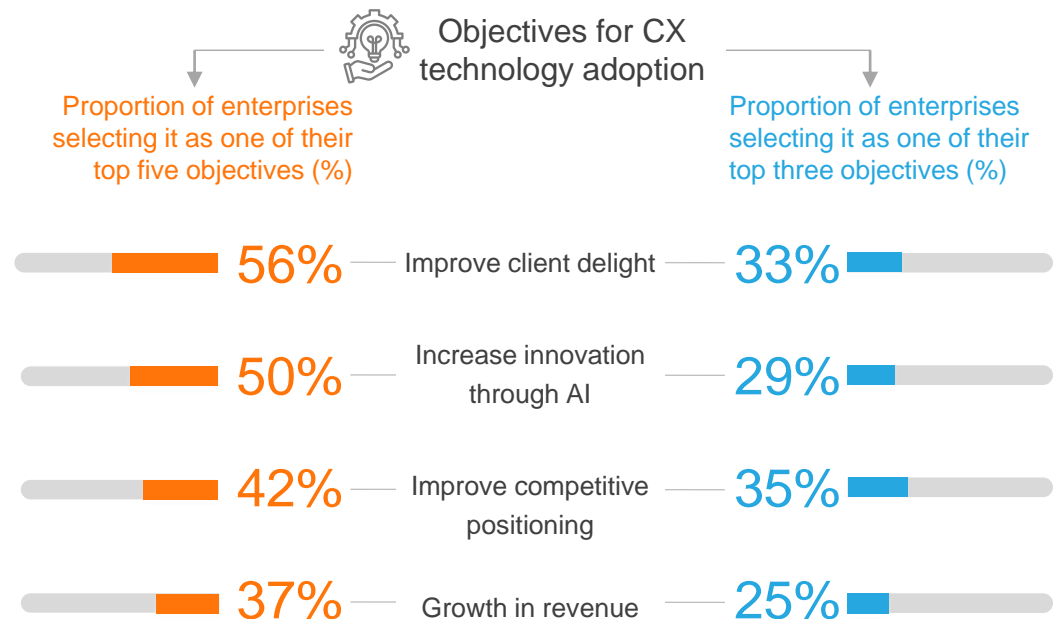 Objectives for CX
technology adoption
Proportion of enterprises
selecting it as one of their
top five objectives (%)
Proportion of enterprises
selecting it as one of their
top three objectives (%)
56% Improve client delight 33%
50% Increase innovation
through AI 29%
42% Improve competitive
positioning 35%
37% Growth in revenue 25%